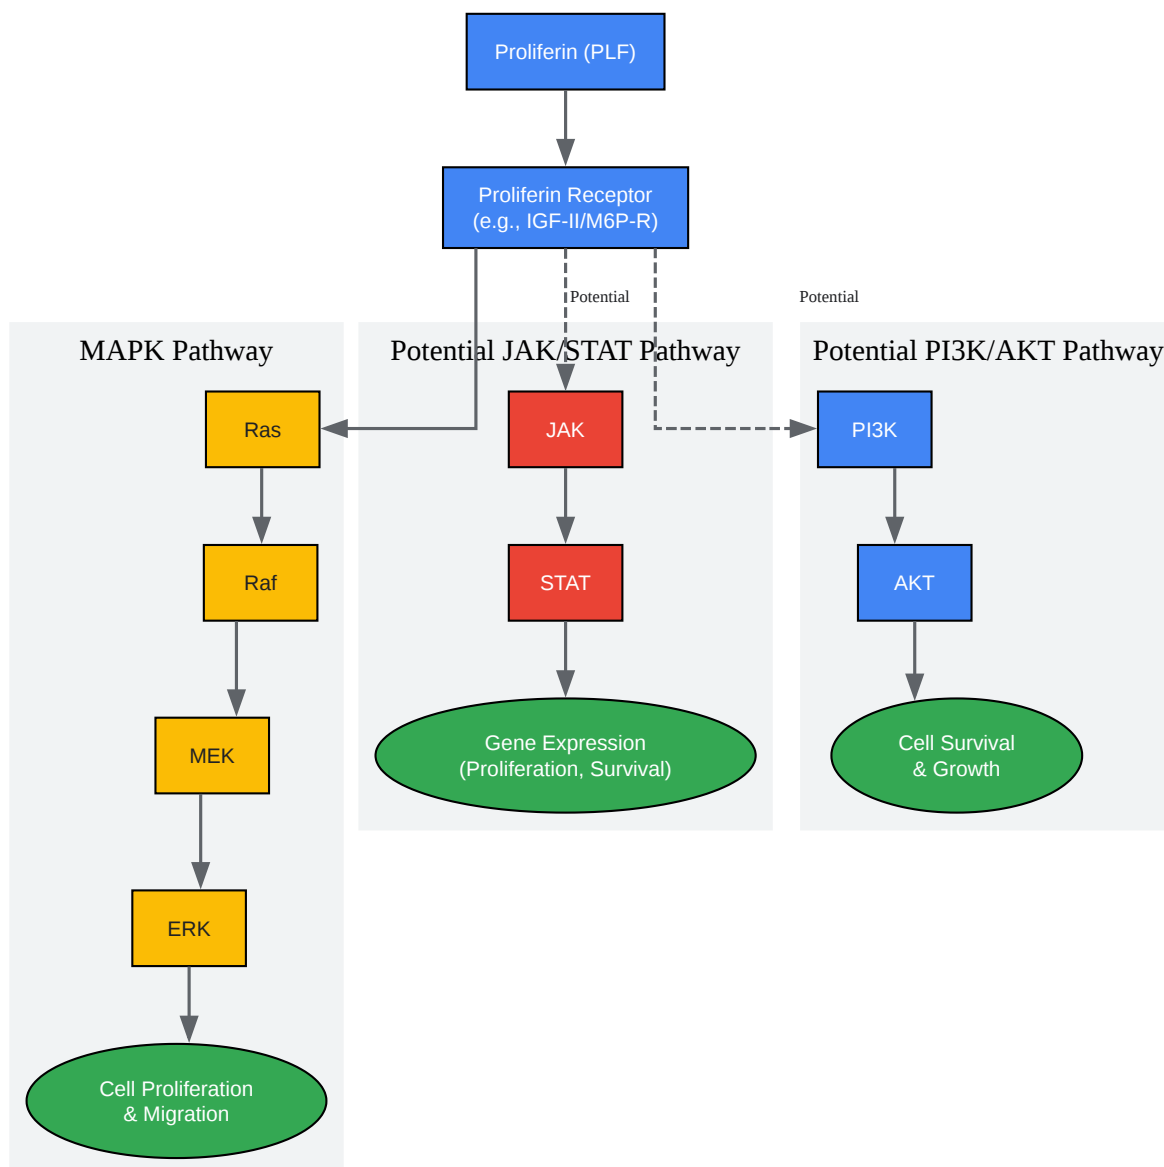 Proliferin (PLF)
Proliferin Receptor
(e.g., IGF-II/M6P-R)
Potential
Potential
MAPK Pathway
Potential JAK/STAT Pathway
Potential PI3K/AKT Pathway
Ras
JAK
PI3K
Raf
STAT
AKT
MEK
Gene Expression
(Proliferation, Survival)
Cell Survival
& Growth
ERK
Cell Proliferation
& Migration